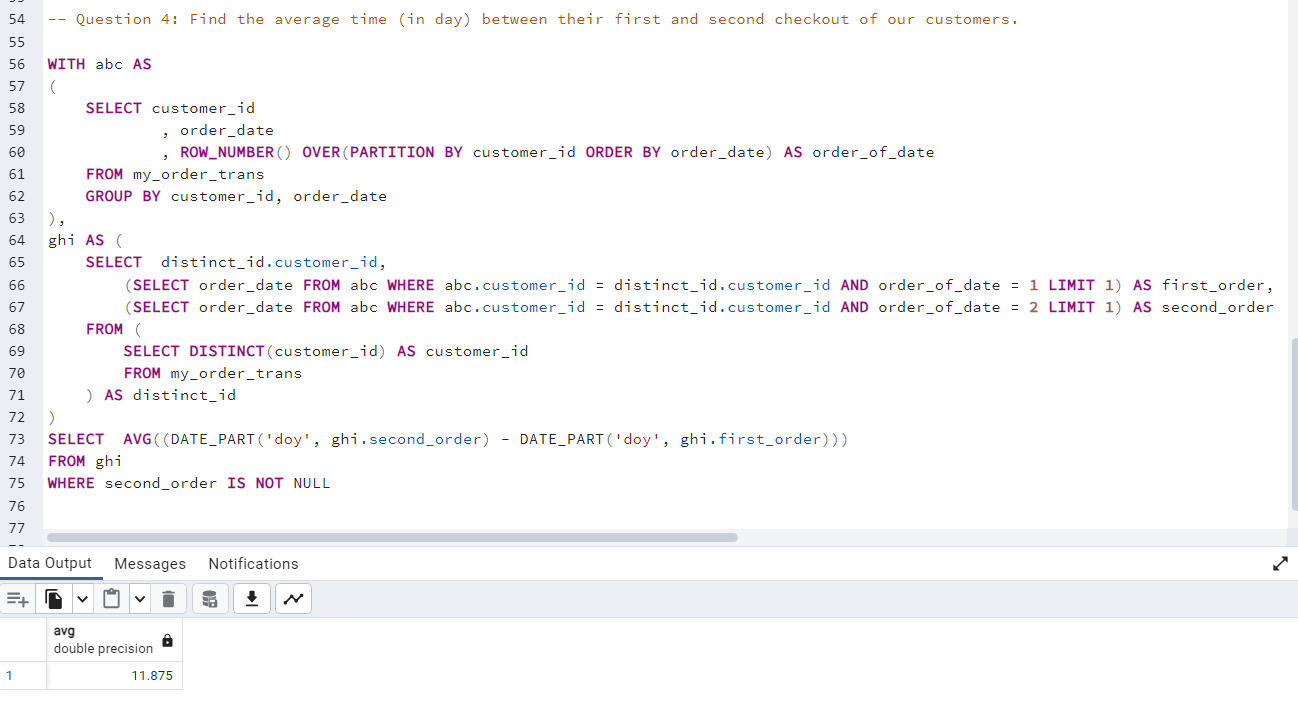 54 -- Question 4: Find the average time (in day) between their first and second checkout of our customers.
55
56 WITH abc AS
57 (
58 SELECT customer_id
59 , order_date
60 , ROW_NUMBER() OVER(PARTITION BY customer_id ORDER BY order_date) AS order_of_date
61 FROM my_order_trans
62 GROUP BY customer_id, order_date
63 ),
64 ghi AS (
65 SELECT  distinct_id.customer_id,
66 (SELECT order_date FROM abc WHERE abc.customer_id = distinct_id.customer_id AND order_of_date = 1 LIMIT 1) AS first_order,
67 (SELECT order_date FROM abc WHERE abc.customer_id = distinct_id.customer_id AND order_of_date = 2 LIMIT 1) AS second_order
68 FROM (
69 SELECT DISTINCT(customer_id) AS customer_id
70 FROM my_order_trans
71 ) AS distinct_id
72 )
73 SELECT  AVG((DATE_PART('doy', ghi.second_order) - DATE_PART('doy', ghi.first_order)))
74 FROM ghi
75 WHERE second_order IS NOT NULL
76
77
Data Output Messages Notifications
avg
double precision
1 11.875